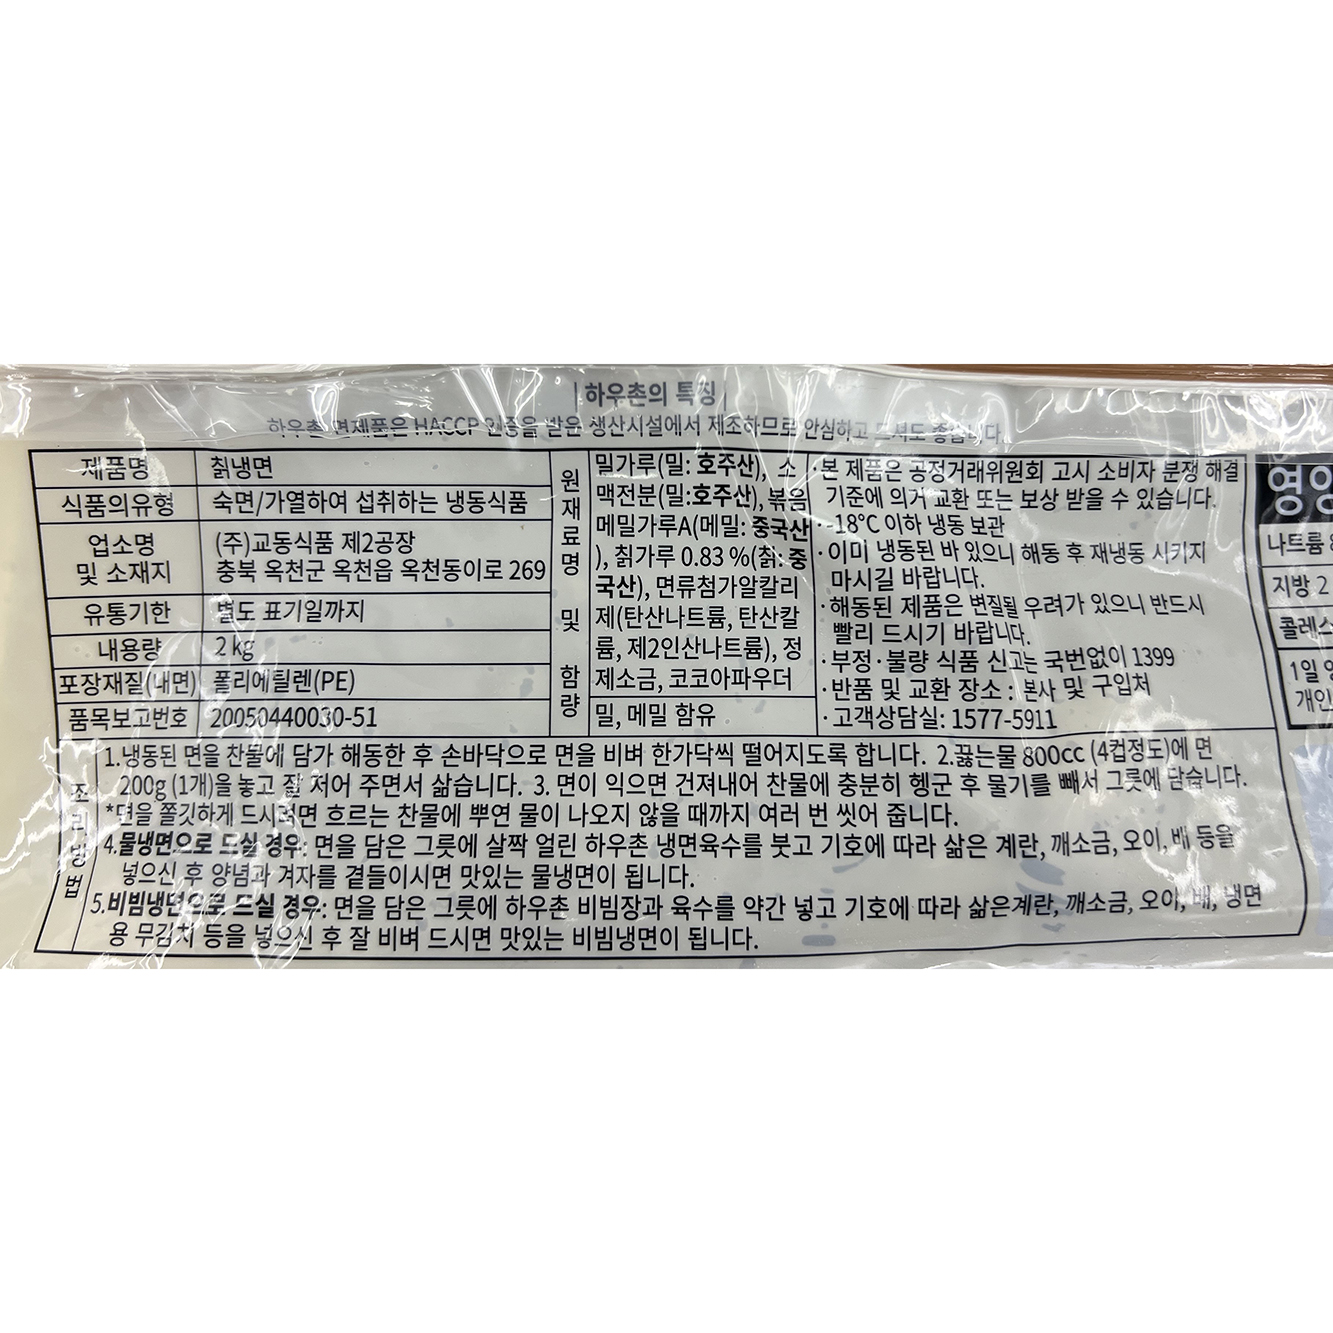 하우촌의 특징
하우촌 면제품은 HACCP 인증을 받은 생산시설에서 제조하므로 안심하고 드셔도 좋습니다.
제품명 칡냉면
식품의유형 숙면/가열하여 섭취하는 냉동식품
업소명 및 소재지 (주)교동식품 제2공장
충북 옥천군 옥천읍 옥천동이로 269
유통기한 별도 표기일까지
내용량 2 kg
포장재질(내면) 폴리에틸렌(PE)
품목보고번호 20050440030-51
원재료명 및 함량
밀가루(밀: 호주산), 소
맥전분(밀:호주산), 볶음
메밀가루A(메밀: 중국산
), 칡가루 0.83 %(칡: 중
국산), 면류첨가알칼리
제(탄산나트륨, 탄산칼
륨, 제2인산나트륨), 정
제소금, 코코아파우더
밀, 메밀 함유
·본 제품은 공정거래위원회 고시 소비자 분쟁 해결
기준에 의거 교환 또는 보상 받을 수 있습니다.
·-18°C 이하 냉동 보관
·이미 냉동된 바 있으니 해동 후 재냉동 시키지
마시길 바랍니다.
·해동된 제품은 변질될 우려가 있으니 반드시
빨리 드시기 바랍니다.
·부정·불량 식품 신고는 국번없이 1399
·반품 및 교환 장소 : 본사 및 구입처
·고객상담실: 1577-5911
조리방법
1.냉동된 면을 찬물에 담가 해동한 후 손바닥으로 면을 비벼 한가닥씩 떨어지도록 합니다. 2.끓는물 800cc (4컵정도)에 면
200g (1개)을 놓고 잘 저어 주면서 삶습니다. 3. 면이 익으면 건져내어 찬물에 충분히 헹군 후 물기를 빼서 그릇에 담습니다.
*면을 쫄깃하게 드시려면 흐르는 찬물에 뿌연 물이 나오지 않을 때까지 여러 번 씻어 줍니다.
4.물냉면으로 드실 경우: 면을 담은 그릇에 살짝 얼린 하우촌 냉면육수를 붓고 기호에 따라 삶은 계란, 깨소금, 오이, 배 등을
넣으신 후 양념과 겨자를 곁들이시면 맛있는 물냉면이 됩니다.
5.비빔냉면으로 드실 경우: 면을 담은 그릇에 하우촌 비빔장과 육수를 약간 넣고 기호에 따라 삶은계란, 깨소금, 오이, 배, 냉면
용 무김치 등을 넣으신 후 잘 비벼 드시면 맛있는 비빔냉면이 됩니다.
영양
나트륨
지방 2
콜레스
1일 영
개인